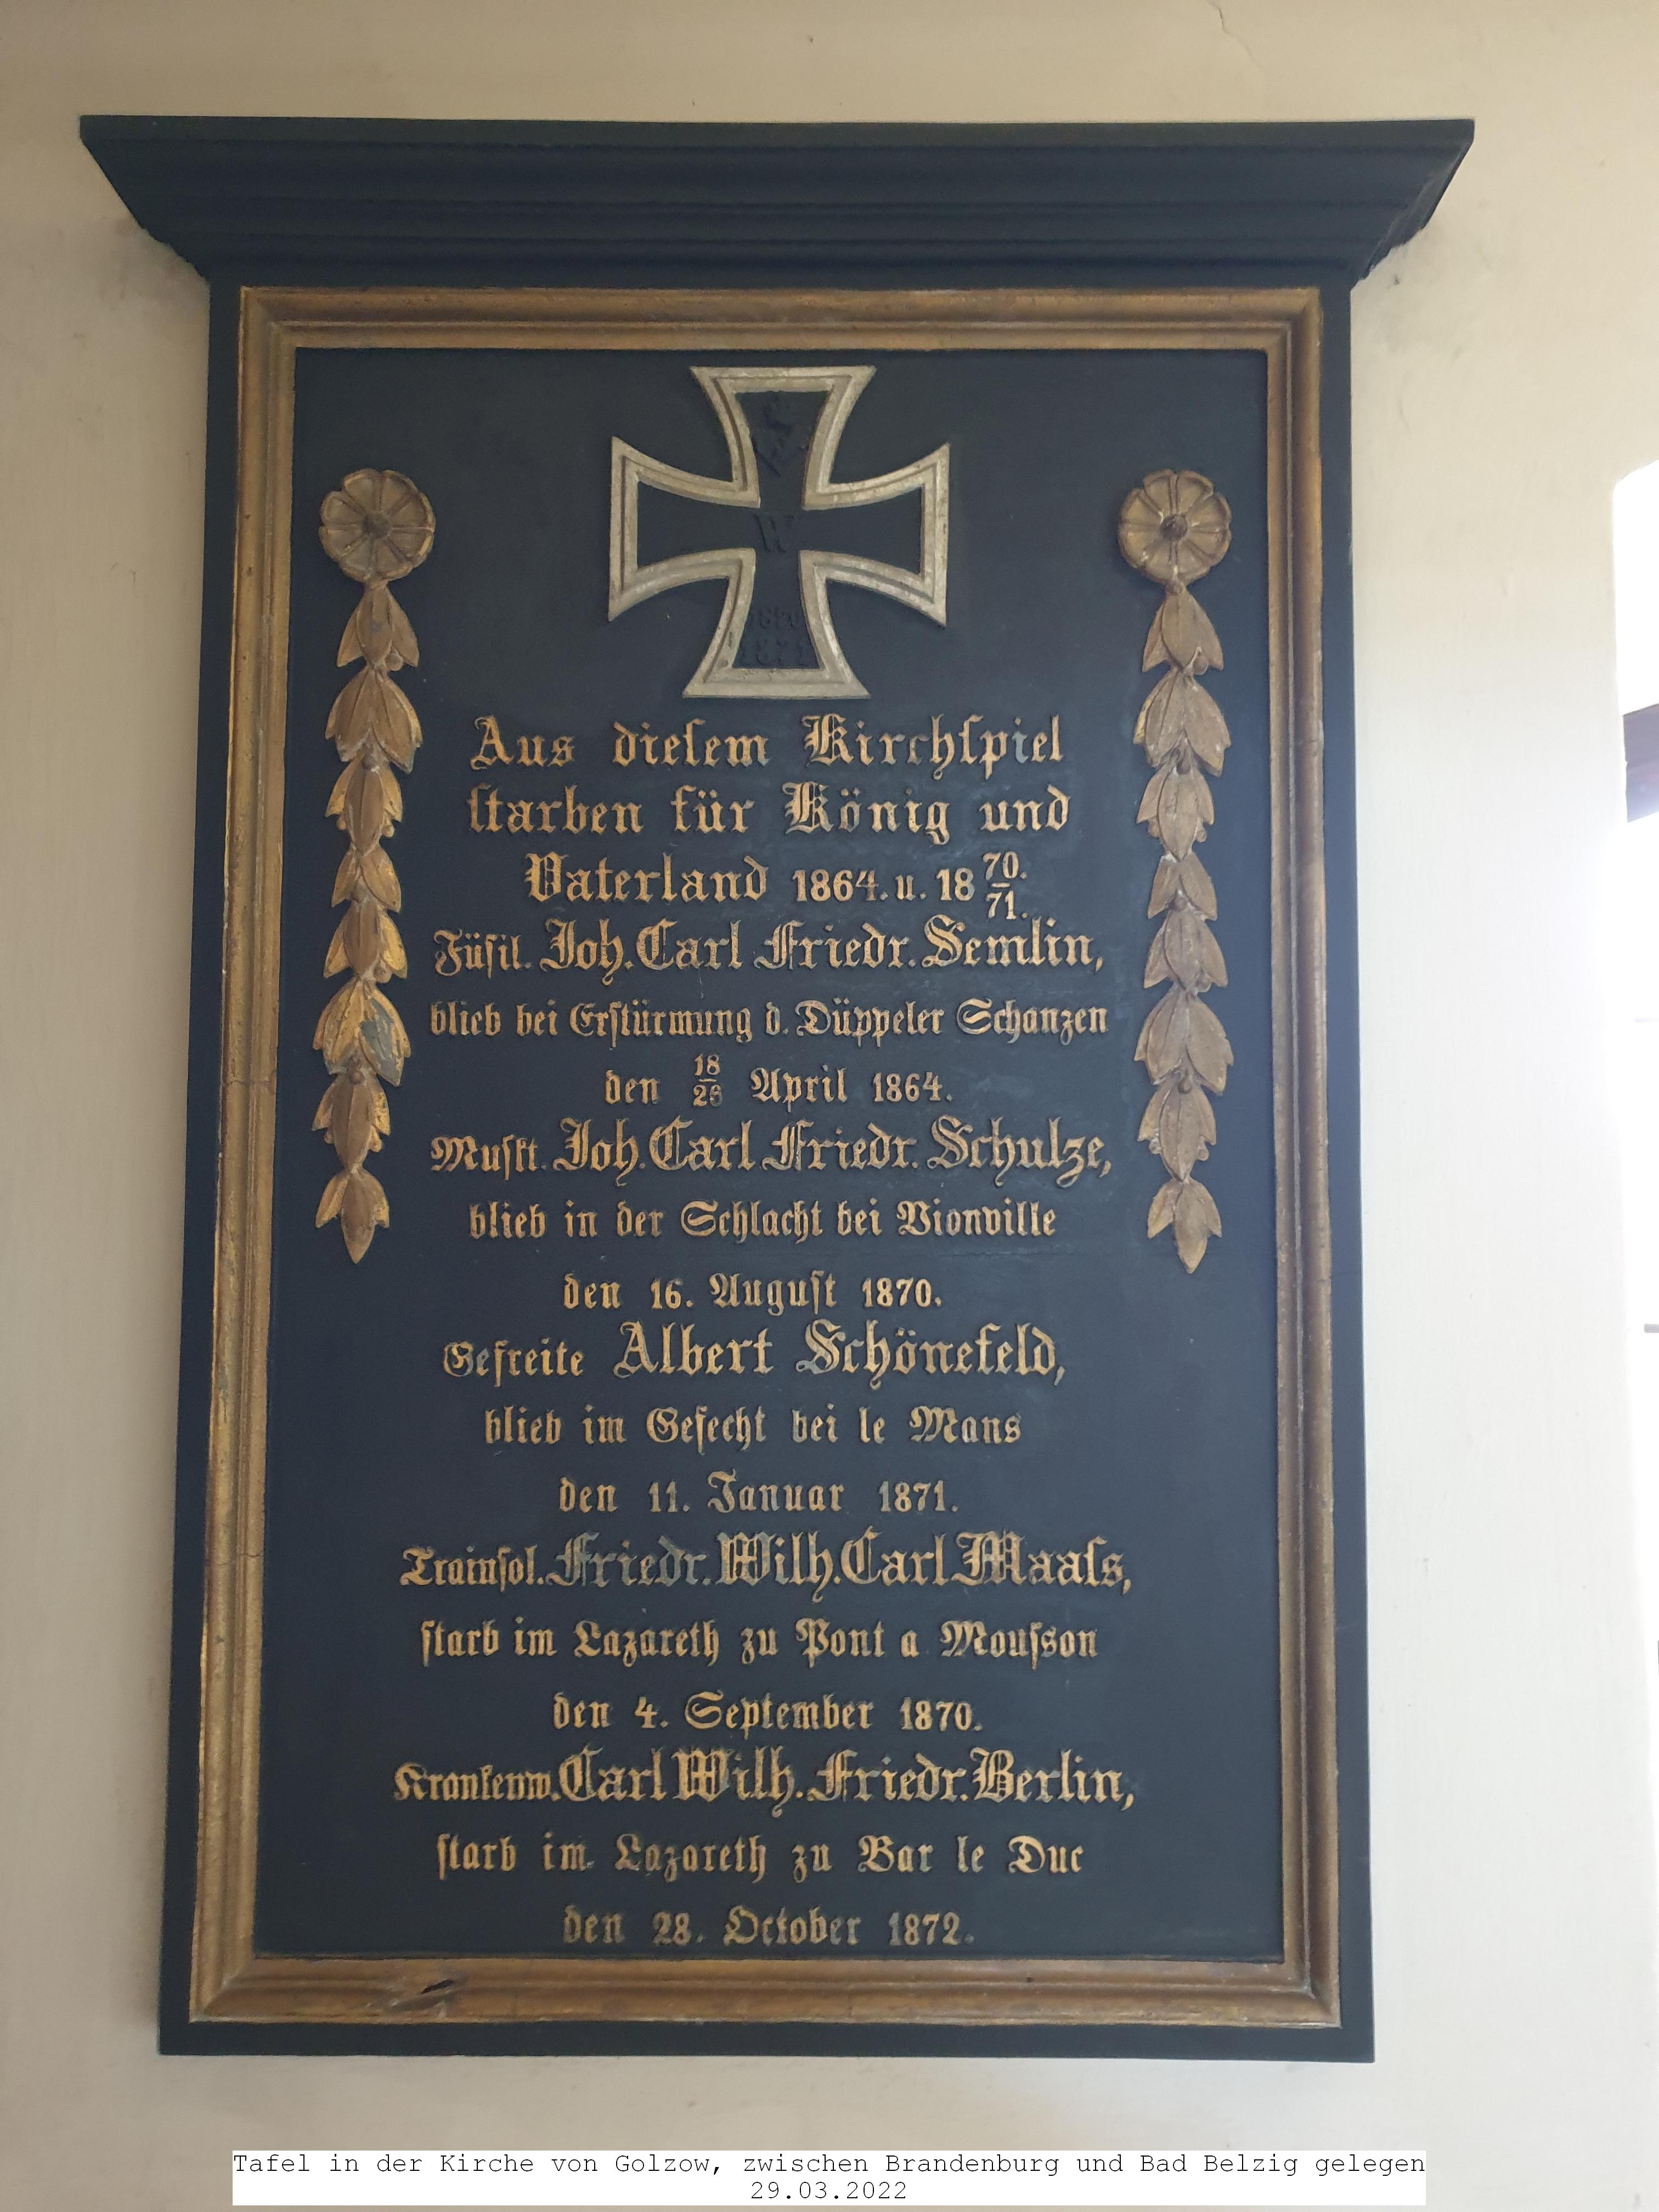 W
1870
1871
Aus dieſem Kirchſpiel
ſtarben für König und
Vaterland 1864. u. 18 70./71.
Füſil. Joh. Carl Friedr. Semlin,
blieb bei Erſtürmung d. Düppeler Schanzen
den 18/26 April 1864.
Muſkt. Joh. Carl Friedr. Schulze,
blieb in der Schlacht bei Vionville
den 16. Auguſt 1870.
Gefreite Albert Schönefeld,
blieb im Gefecht bei le Mans
den 11. Januar 1871.
Trainſol. Friedr. Wilh. Carl Maaſs,
ſtarb im Lazareth zu Pont a Mouſson
den 4. September 1870.
Krankenw. Carl Wilh. Friedr. Berlin,
ſtarb im Lazareth zu Bar le Duc
den 28. October 1872.
Tafel in der Kirche von Golzow, zwischen Brandenburg und Bad Belzig gelegen
29.03.2022